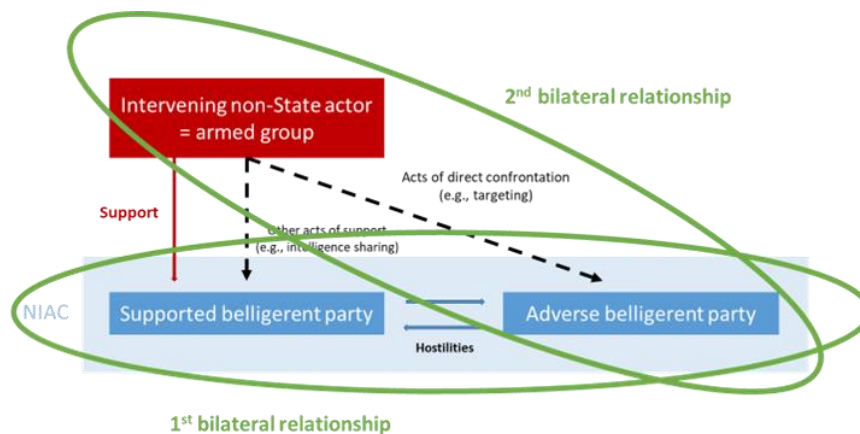 2nd bilateral relationship
Intervening non-State actor
= armed group
Acts of direct confrontation
(e.g., targeting)
Support
Other acts of support
(e.g., intelligence sharing)
NIAC
Supported belligerent party
Adverse belligerent party
Hostilities
1st bilateral relationship